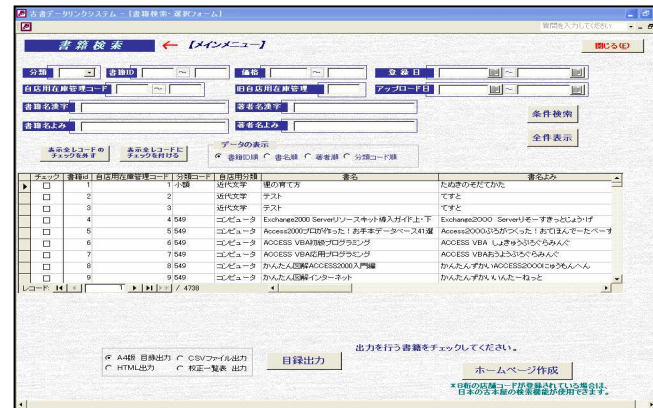 古書データリンクシステム - [書籍検索・選択フォーム]
質問を入力してください
書籍検索 ← [メインメニュー]
閉じる(E)
分類 書籍ID ～ 価格 ～ 登録日 ～
自店用在庫管理コード ～ 旧自店在庫管理 アップロード日 ～
書籍名漢字 著者名漢字
書籍名よみ 著者名よみ
条件検索
全件表示
表示全レコードの
チェックを外す
表示全レコードに
チェックを付ける
データの表示
書籍ID順 書名順 著者順 分類コード順
チェック 書籍id 自店用在庫管理コード 分類コード 自店用分類 書名 書名よみ
1 1 小類 近代文学 狸の育て方 たぬきのそだてかた
2 2 近代文学 テスト てすと
3 3 近代文学 テスト てすと
4 4 549 コンピュータ Exchange2000 Serverリソースキット導入ガイド上・下 Exchange2000 Serverりそーすきっとじょう・げ
5 5 549 コンピュータ Access2000プロが作った！お手本データベース41選 Access2000ぷろがつくった！おてほんでーたべーす
6 6 549 コンピュータ ACCESS VBA初級プログラミング ACCESS VBA しょきゅうぷろぐらみんぐ
7 7 549 コンピュータ ACCESS VBA応用プログラミング ACCESS VBAおうようぷろぐらみんぐ
8 8 549 コンピュータ かんたん図解ACCESS2000入門編 かんたんずかいACCESS2000にゅうもんへん
9 9 549 コンピュータ かんたん図解インターネット かんたんずかいいんたーねっと
レコード: 1 / 4738
出力を行う書籍をチェックしてください。
A4版 目録出力 CSVファイル出力
HTML出力 校正一覧表 出力
目録出力
ホームページ作成
*8桁の店舗コードが登録されている場合は、
日本の古本屋の検索機能が使用できます。